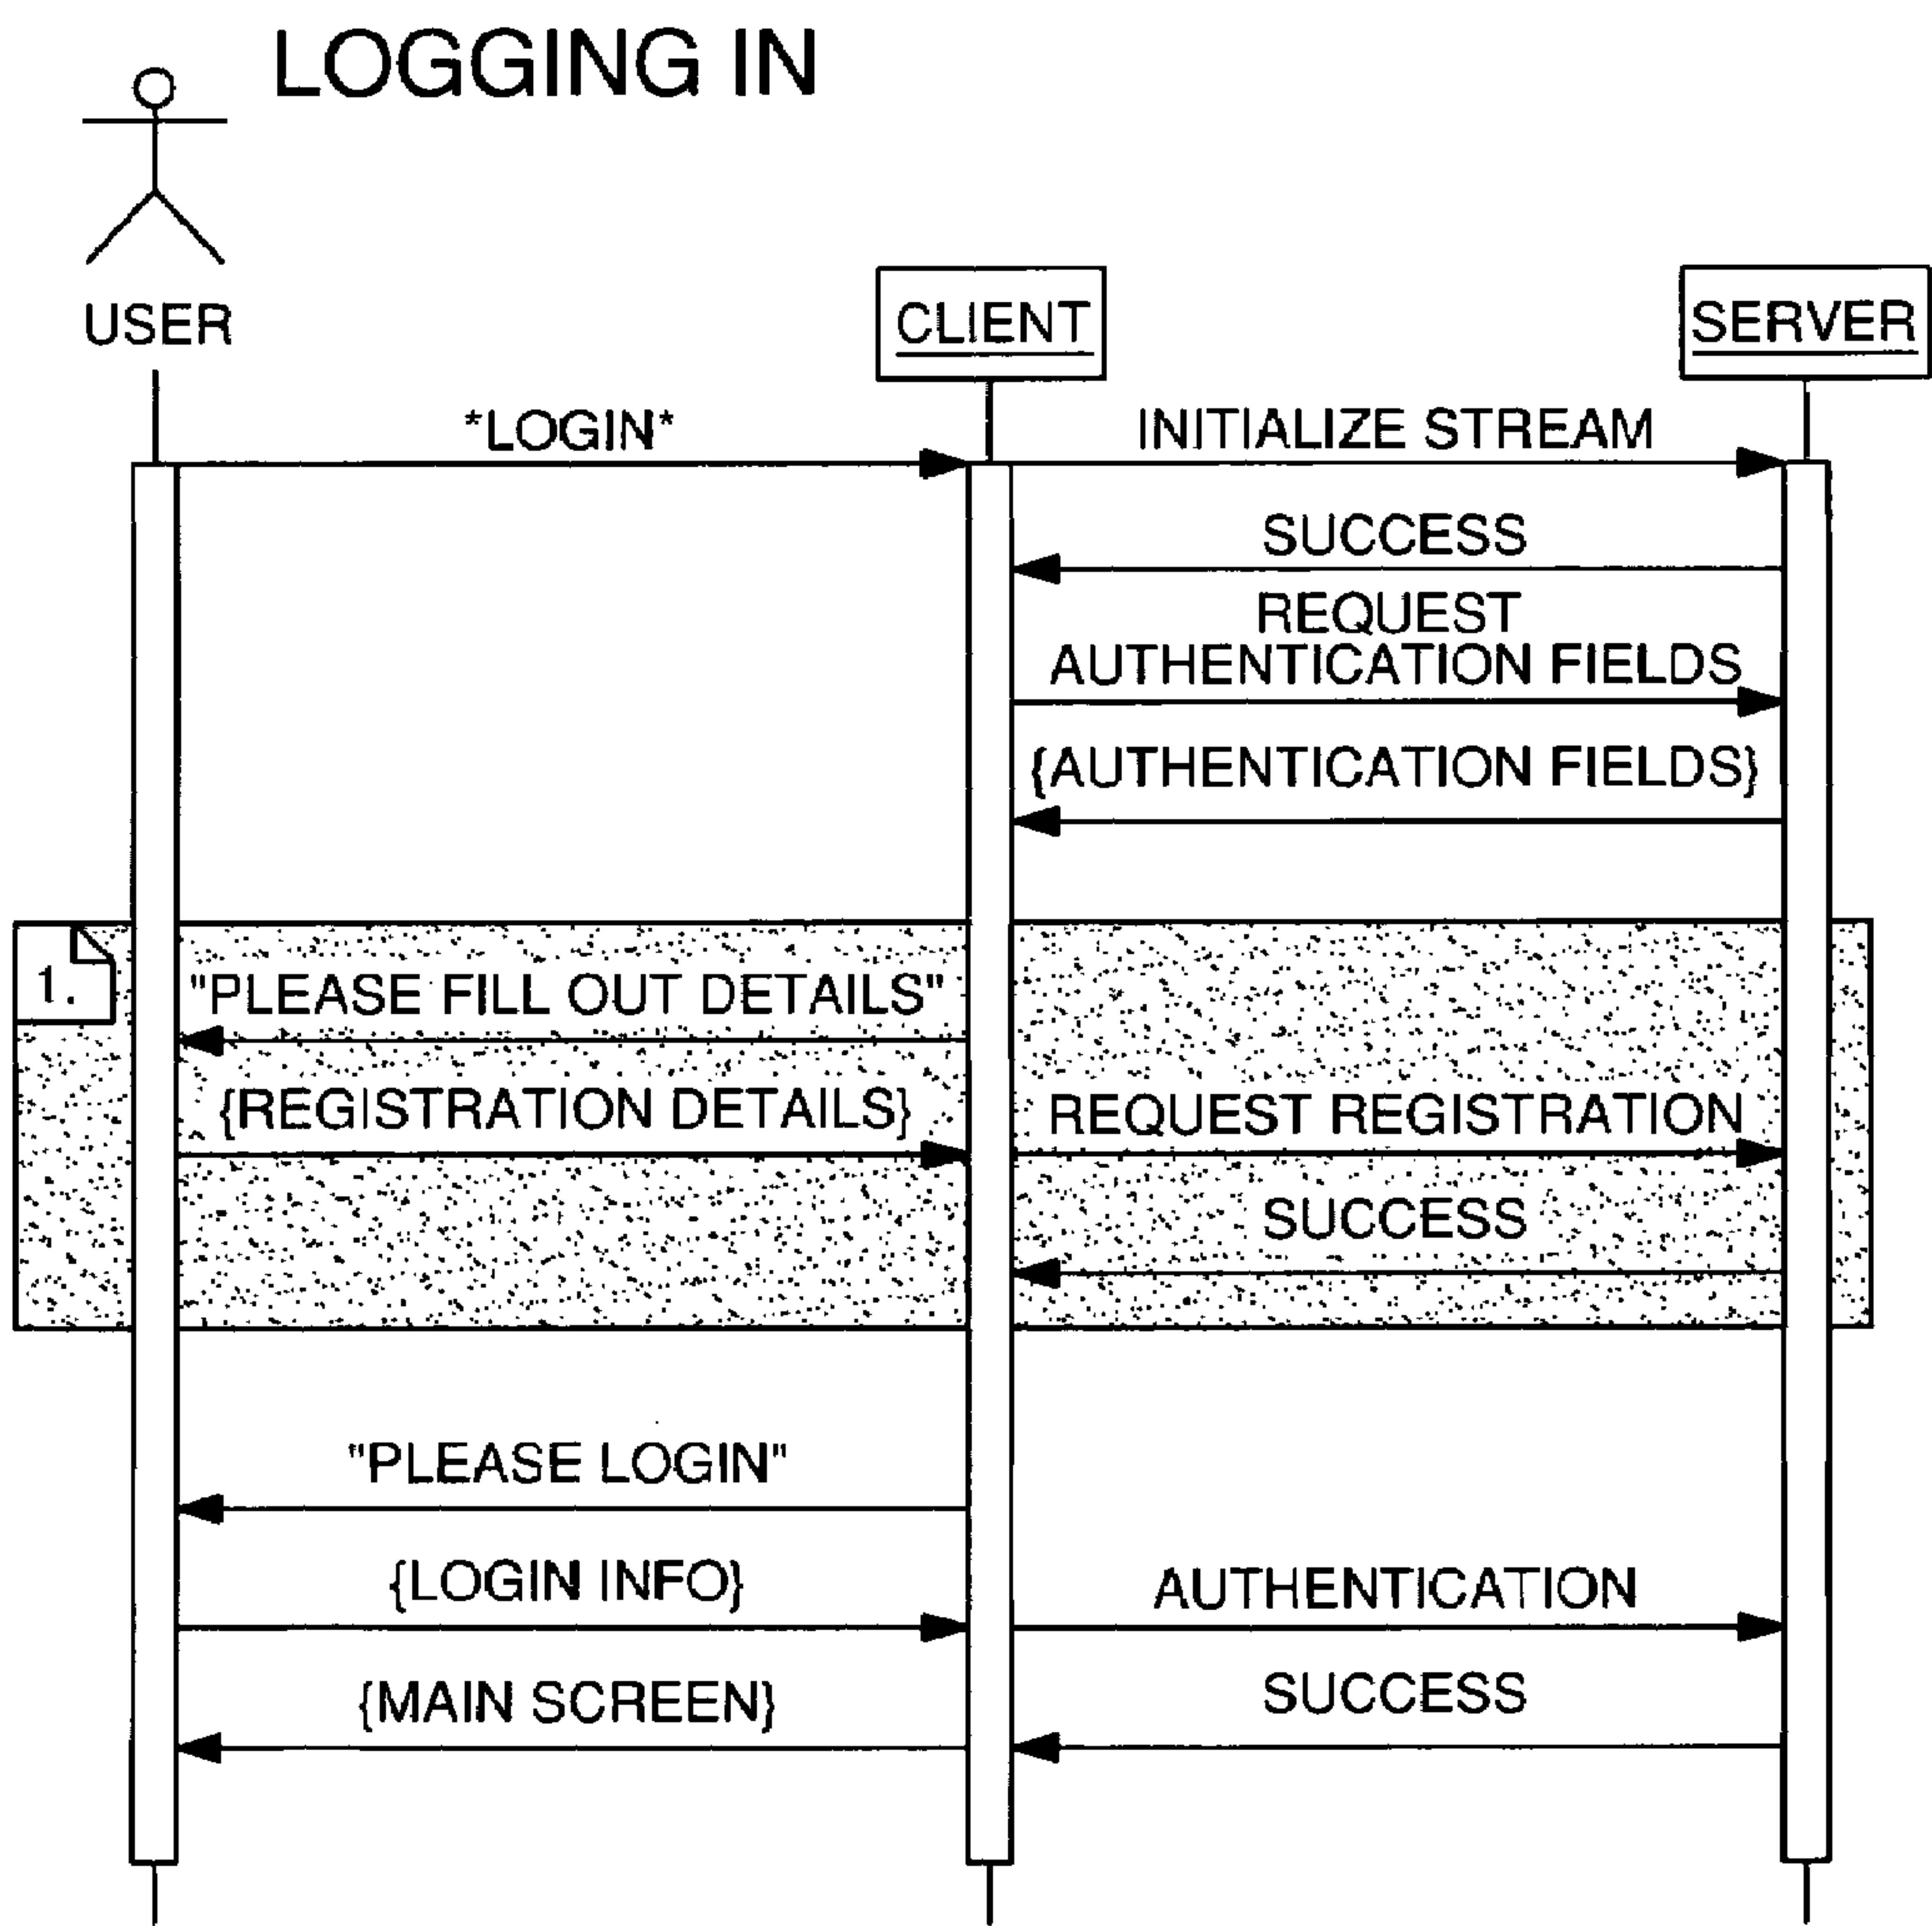 LOGGING IN
USER
CLIENT
SERVER
*LOGIN*
INITIALIZE STREAM
SUCCESS
REQUEST
AUTHENTICATION FIELDS
{AUTHENTICATION FIELDS}
1.
"PLEASE FILL OUT DETAILS"
{REGISTRATION DETAILS}
REQUEST REGISTRATION
SUCCESS
"PLEASE LOGIN"
{LOGIN INFO}
AUTHENTICATION
{MAIN SCREEN}
SUCCESS